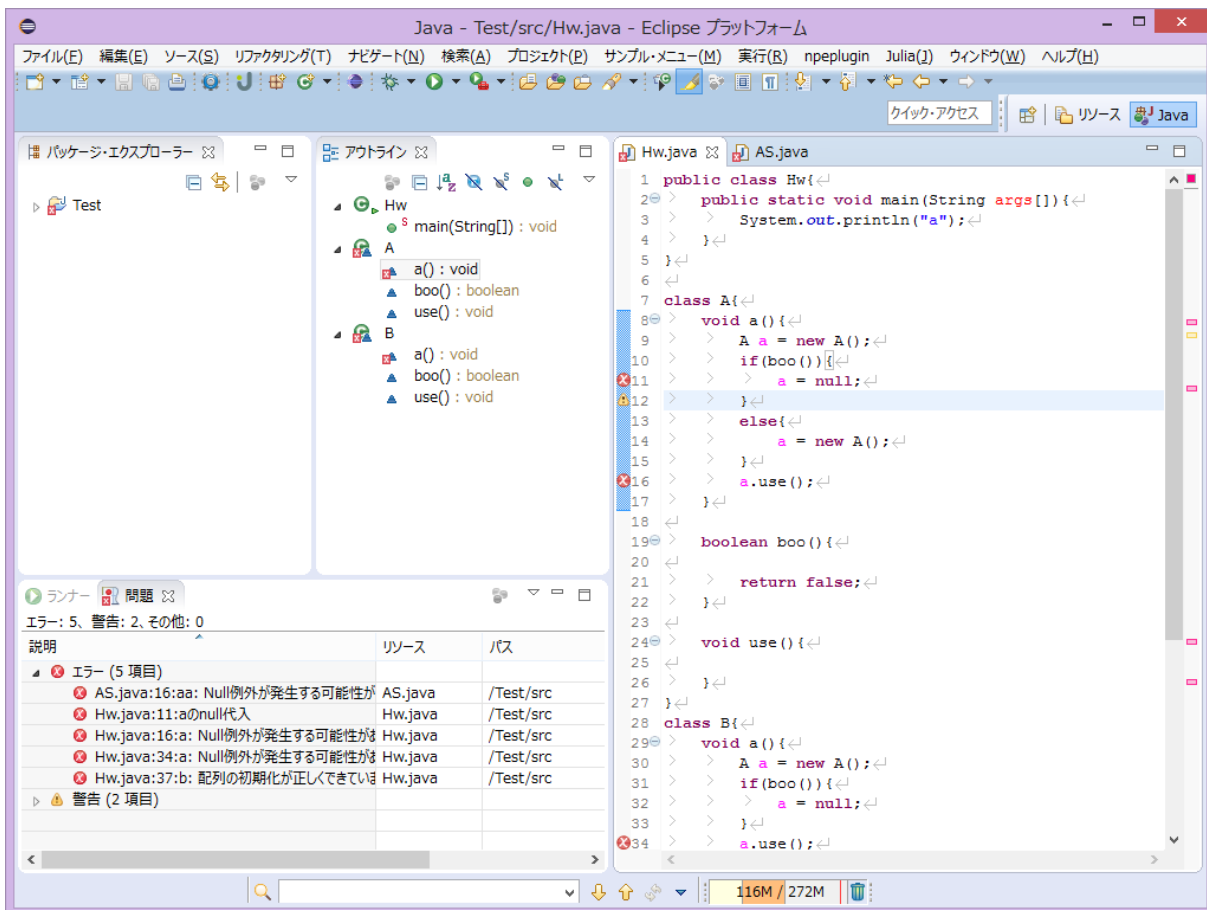 Java - Test/src/Hw.java - Eclipse プラットフォーム
ファイル(F) 編集(E) ソース(S) リファクタリング(T) ナビゲート(N) 検索(A) プロジェクト(P) サンプル・メニュー(M) 実行(R) npeplugin Julia(J) ウィンドウ(W) ヘルプ(H)
クイック・アクセス リソース Java
パッケージ・エクスプローラー
Test
アウトライン
Hw
main(String[]) : void
A
a() : void
boo() : boolean
use() : void
B
a() : void
boo() : boolean
use() : void
Hw.java AS.java
1 public class Hw{
2 public static void main(String args[]){
3 System.out.println("a");
4 }
5 }
6
7 class A{
8 void a(){
9 A a = new A();
10 if(boo()){
11 a = null;
12 }
13 else{
14 a = new A();
15 }
16 a.use();
17 }
18
19 boolean boo(){
20
21 return false;
22 }
23
24 void use(){
25
26 }
27 }
28 class B{
29 void a(){
30 A a = new A();
31 if(boo()){
32 a = null;
33 }
34 a.use();
ランナー 問題
エラー: 5、警告: 2、その他: 0
説明 リソース パス
エラー (5 項目)
AS.java:16:aa: Null例外が発生する可能性が AS.java /Test/src
Hw.java:11:aのnull代入 Hw.java /Test/src
Hw.java:16:a: Null例外が発生する可能性が Hw.java /Test/src
Hw.java:34:a: Null例外が発生する可能性が Hw.java /Test/src
Hw.java:37:b: 配列の初期化が正しくできてい Hw.java /Test/src
警告 (2 項目)
116M / 272M